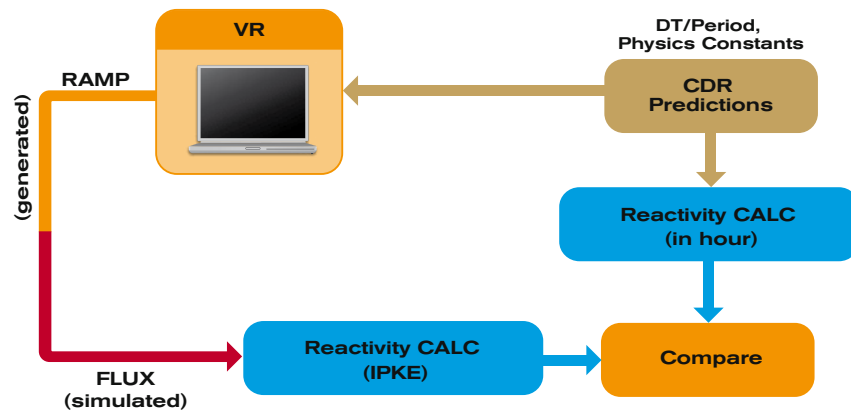 VR
DT/Period,
Physics Constants
RAMP
CDR
Predictions
(generated)
Reactivity CALC
(in hour)
Reactivity CALC
(IPKE)
Compare
FLUX
(simulated)